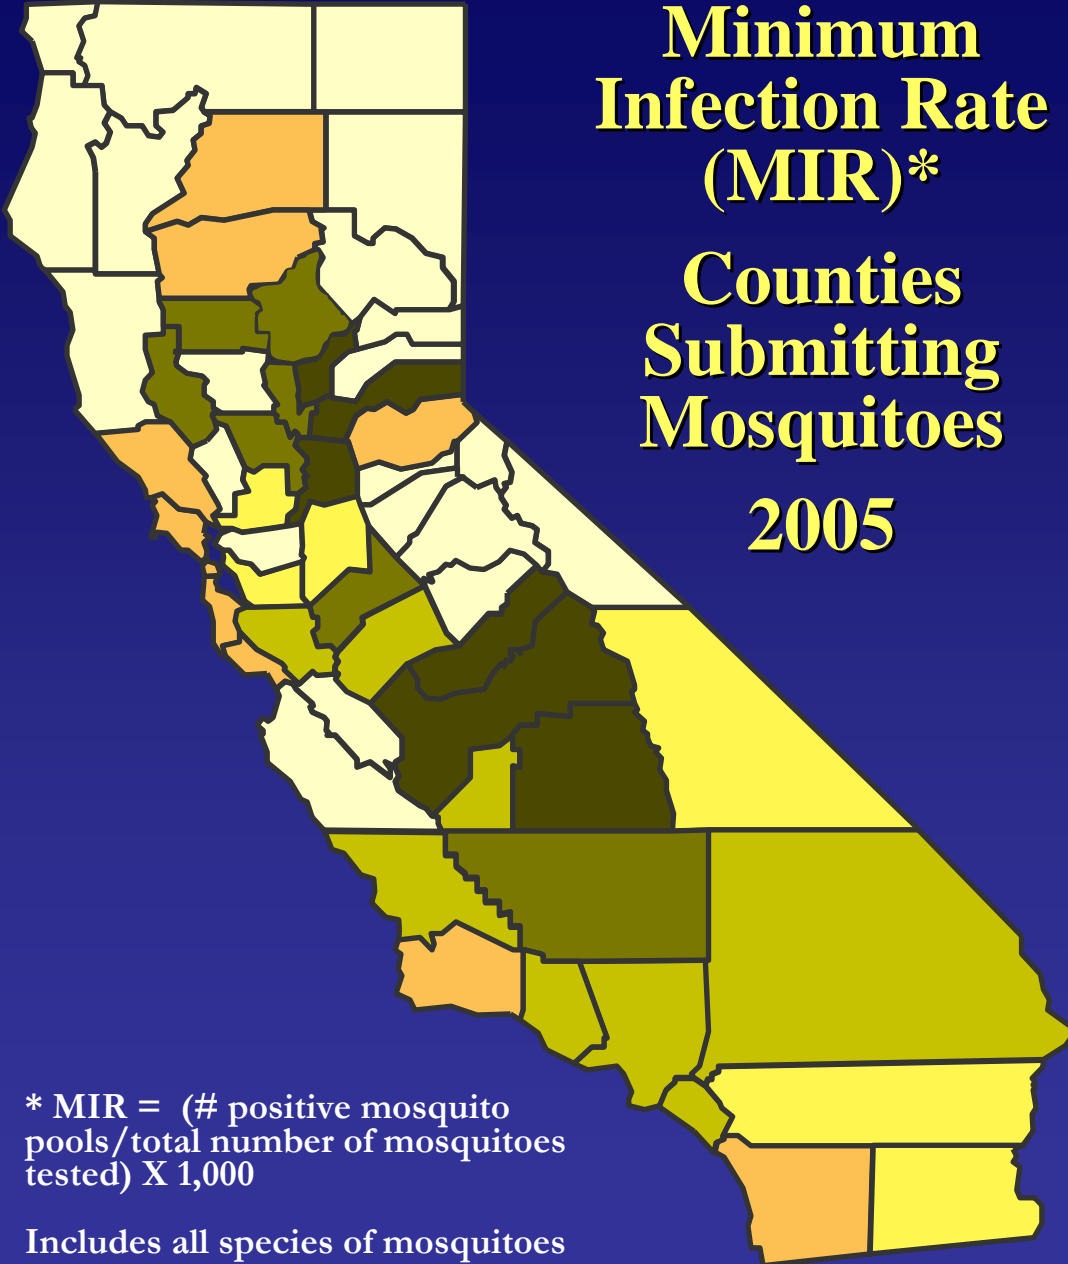 Minimum
Infection Rate
(MIR)*
Counties
Submitting
Mosquitoes
2005
* MIR = (# positive mosquito
pools/total number of mosquitoes
tested) X 1,000
Includes all species of mosquitoes